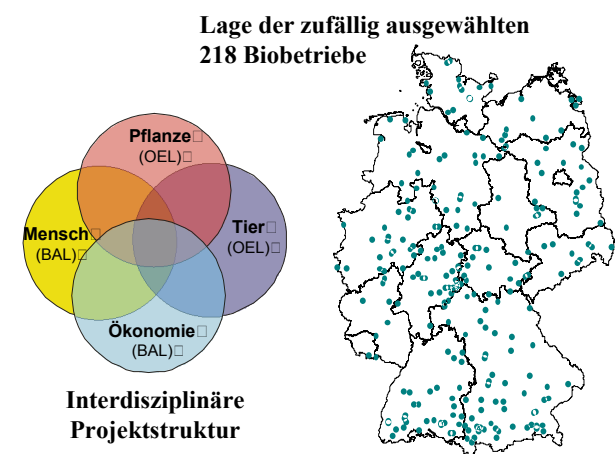 Lage der zufällig ausgewählten
218 Biobetriebe
Pflanze
(OEL)
Mensch
(BAL)
Tier
(OEL)
Ökonomie
(BAL)
Interdisziplinäre
Projektstruktur